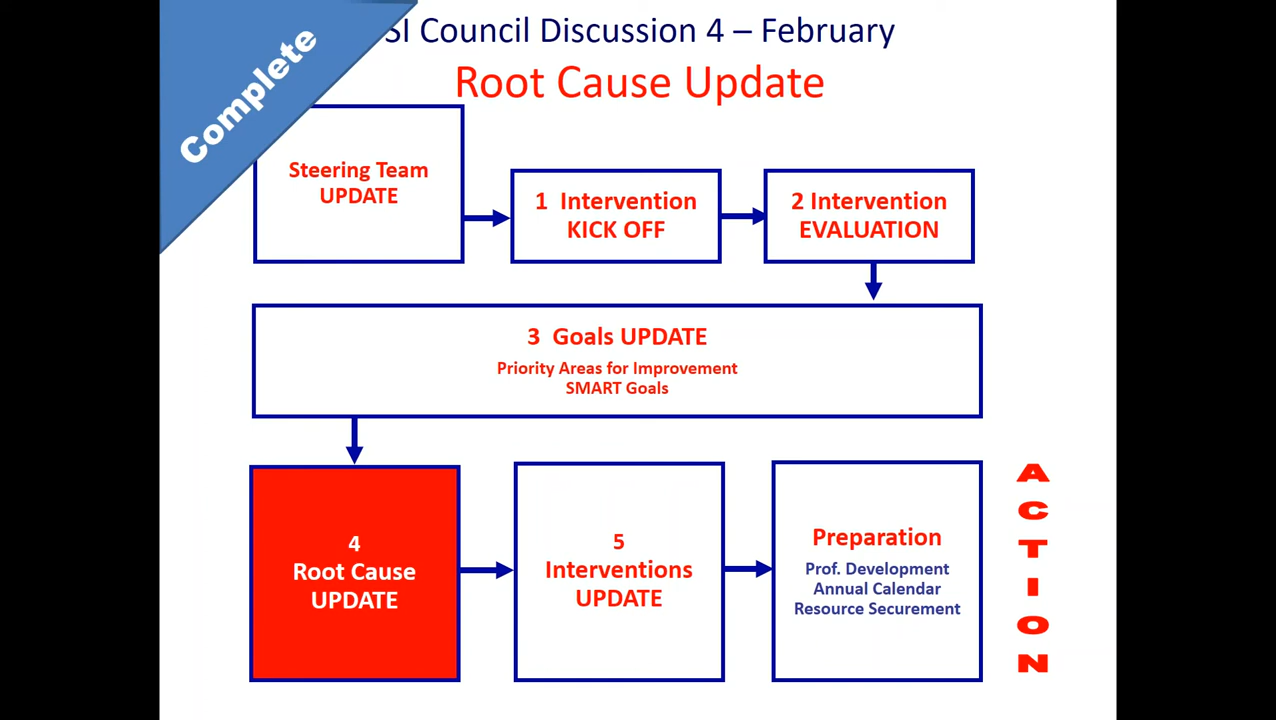 Complete
SI Council Discussion 4 – February
Root Cause Update
Steering Team
UPDATE
1 Intervention
KICK OFF
2 Intervention
EVALUATION
3 Goals UPDATE
Priority Areas for Improvement
SMART Goals
4
Root Cause
UPDATE
5
Interventions
UPDATE
Preparation
Prof. Development
Annual Calendar
Resource Securement
ACTION